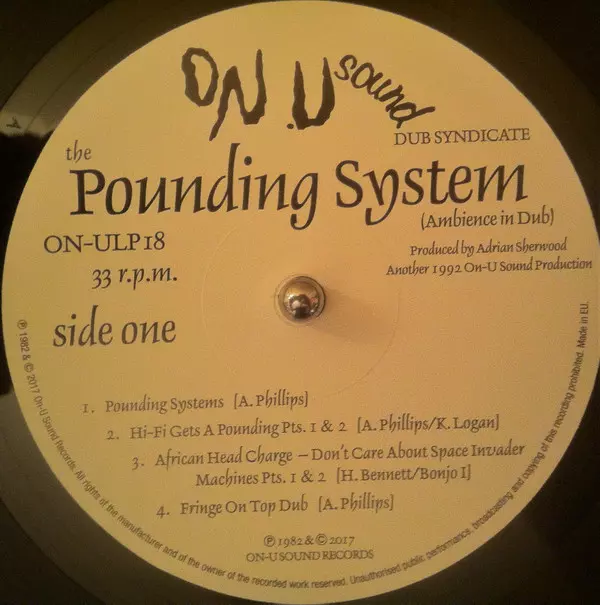 ON.U sound
DUB SYNDICATE
the
Pounding System
(Ambience in Dub)
ON-ULP18
33 r.p.m.
Produced by Adrian Sherwood
Another 1992 On-U Sound Production
side one
1. Pounding Systems [A. Phillips]
2. Hi-Fi Gets A Pounding Pts. 1 & 2 [A. Phillips/K. Logan]
3. African Head Charge – Don't Care About Space Invader
Machines Pts. 1 & 2 [H. Bennett/Bonjo I]
4. Fringe On Top Dub [A. Phillips]
℗ 1982 & © 2017
ON-U SOUND RECORDS
℗ 1982 & © 2017 On-U Sound Records. All rights of the manufacturer and of the owner of the recorded work reserved. Unauthorised public performance, broadcasting and copying of this recording prohibited. Made in EU.